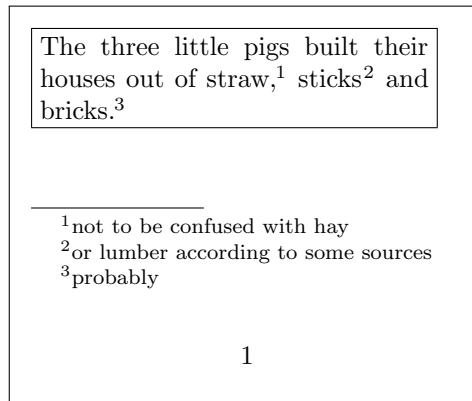 The three little pigs built their
houses out of straw,¹ sticks² and
bricks.³
¹not to be confused with hay
²or lumber according to some sources
³probably
1